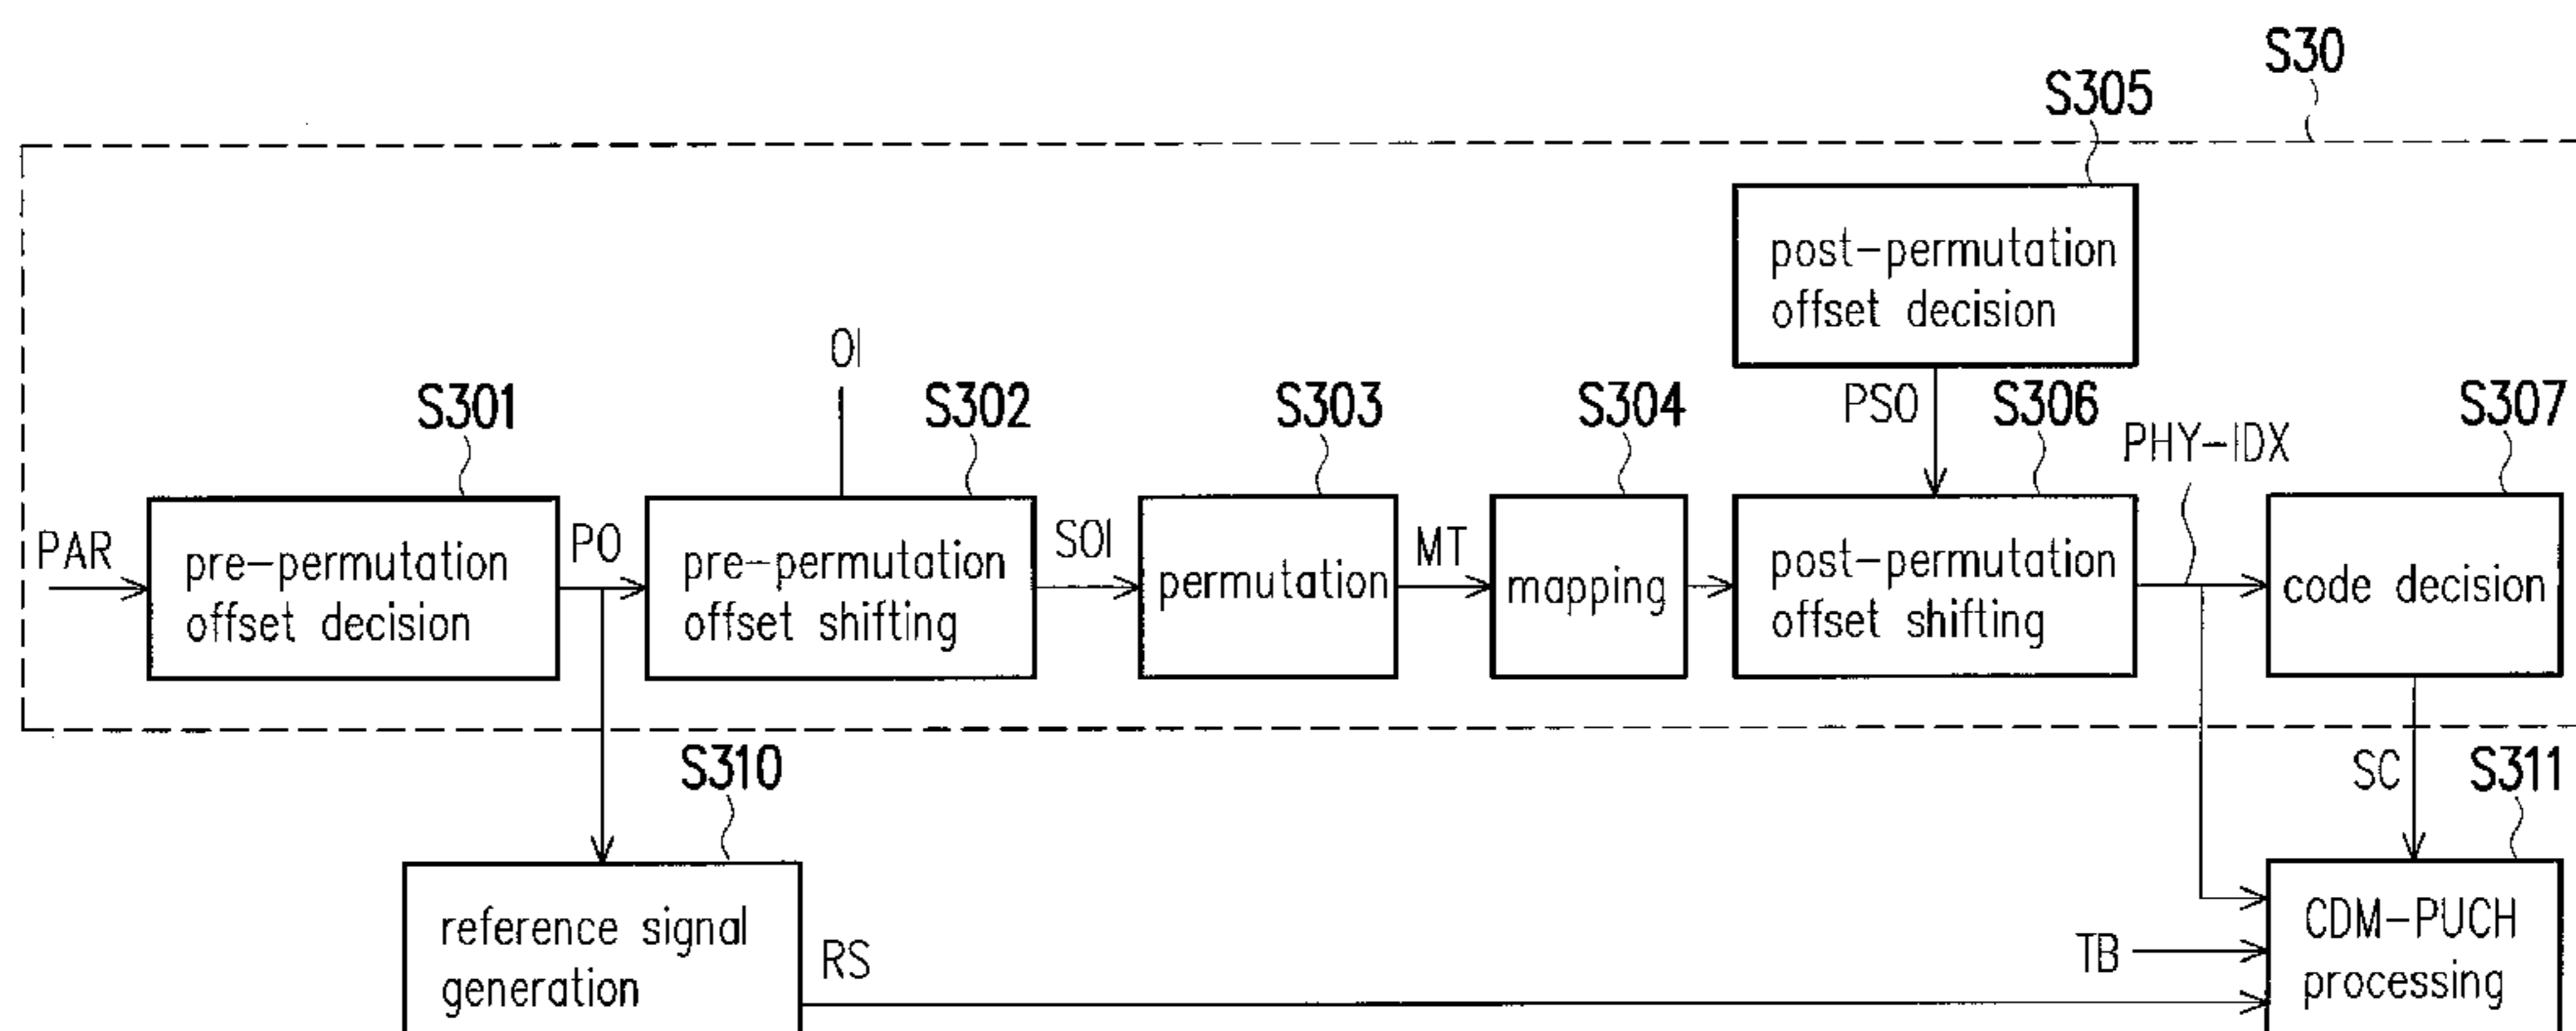 S30
S305
post-permutation
offset decision
OI
S301
S302
S303
S304
PSO
S306
PHY-IDX
S307
PAR
pre-permutation
offset decision
PO
pre-permutation
offset shifting
SOI
permutation
MT
mapping
post-permutation
offset shifting
code decision
S310
SC
S311
reference signal
generation
RS
TB
CDM-PUCH
processing